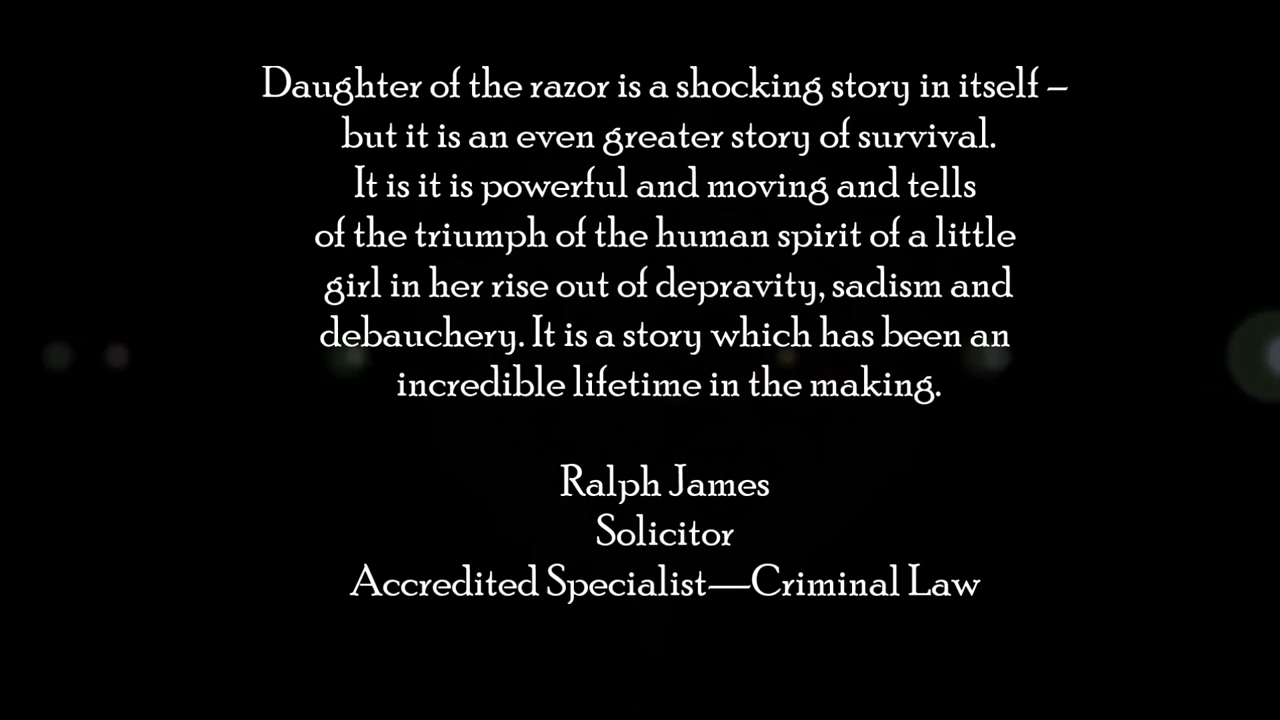 Daughter of the razor is a shocking story in itself –
but it is an even greater story of survival.
It is it is powerful and moving and tells
of the triumph of the human spirit of a little
girl in her rise out of depravity, sadism and
debauchery. It is a story which has been an
incredible lifetime in the making.
Ralph James
Solicitor
Accredited Specialist—Criminal Law